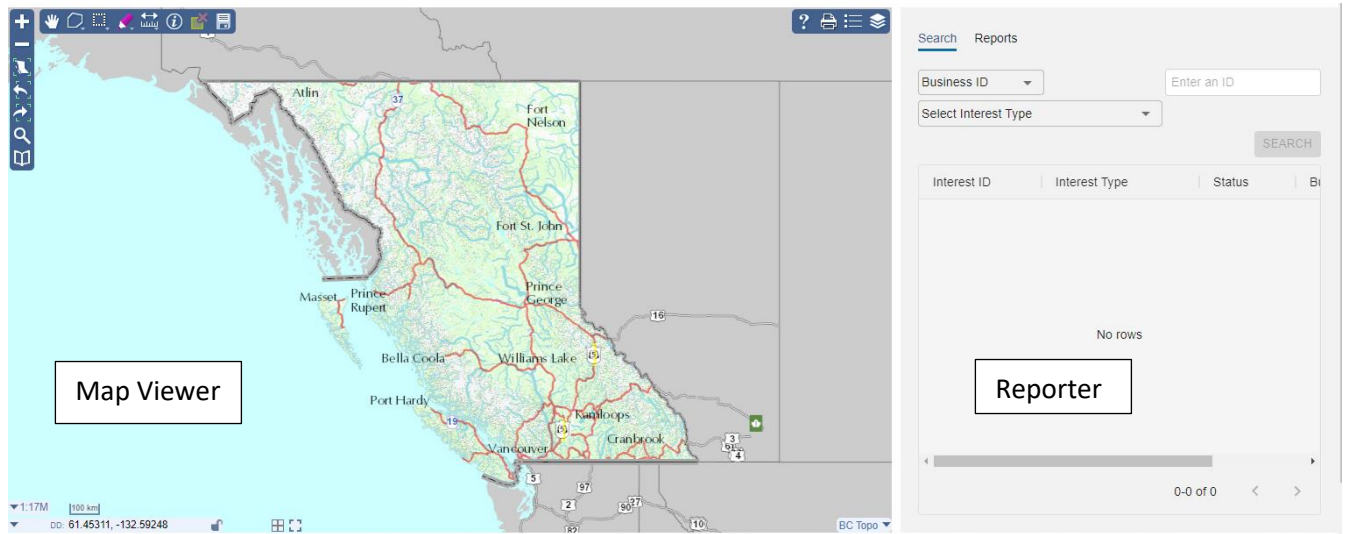 ?
Search Reports
Business ID Enter an ID
Select Interest Type
SEARCH
Interest ID Interest Type Status
No rows
Reporter
0-0 of 0
Atlin
37
Fort
Nelson
Fort St. John
Prince
George
Masset
Prince
Rupert
16
Bella Coola
Williams Lake
5
Map Viewer
Port Hardy
19
Kamloops
5
Cranbrook
Vancouver
3
4
5
97
2
90
27
10
82
1:17M 100 km
DD: 61.45311, -132.59248
BC Topo